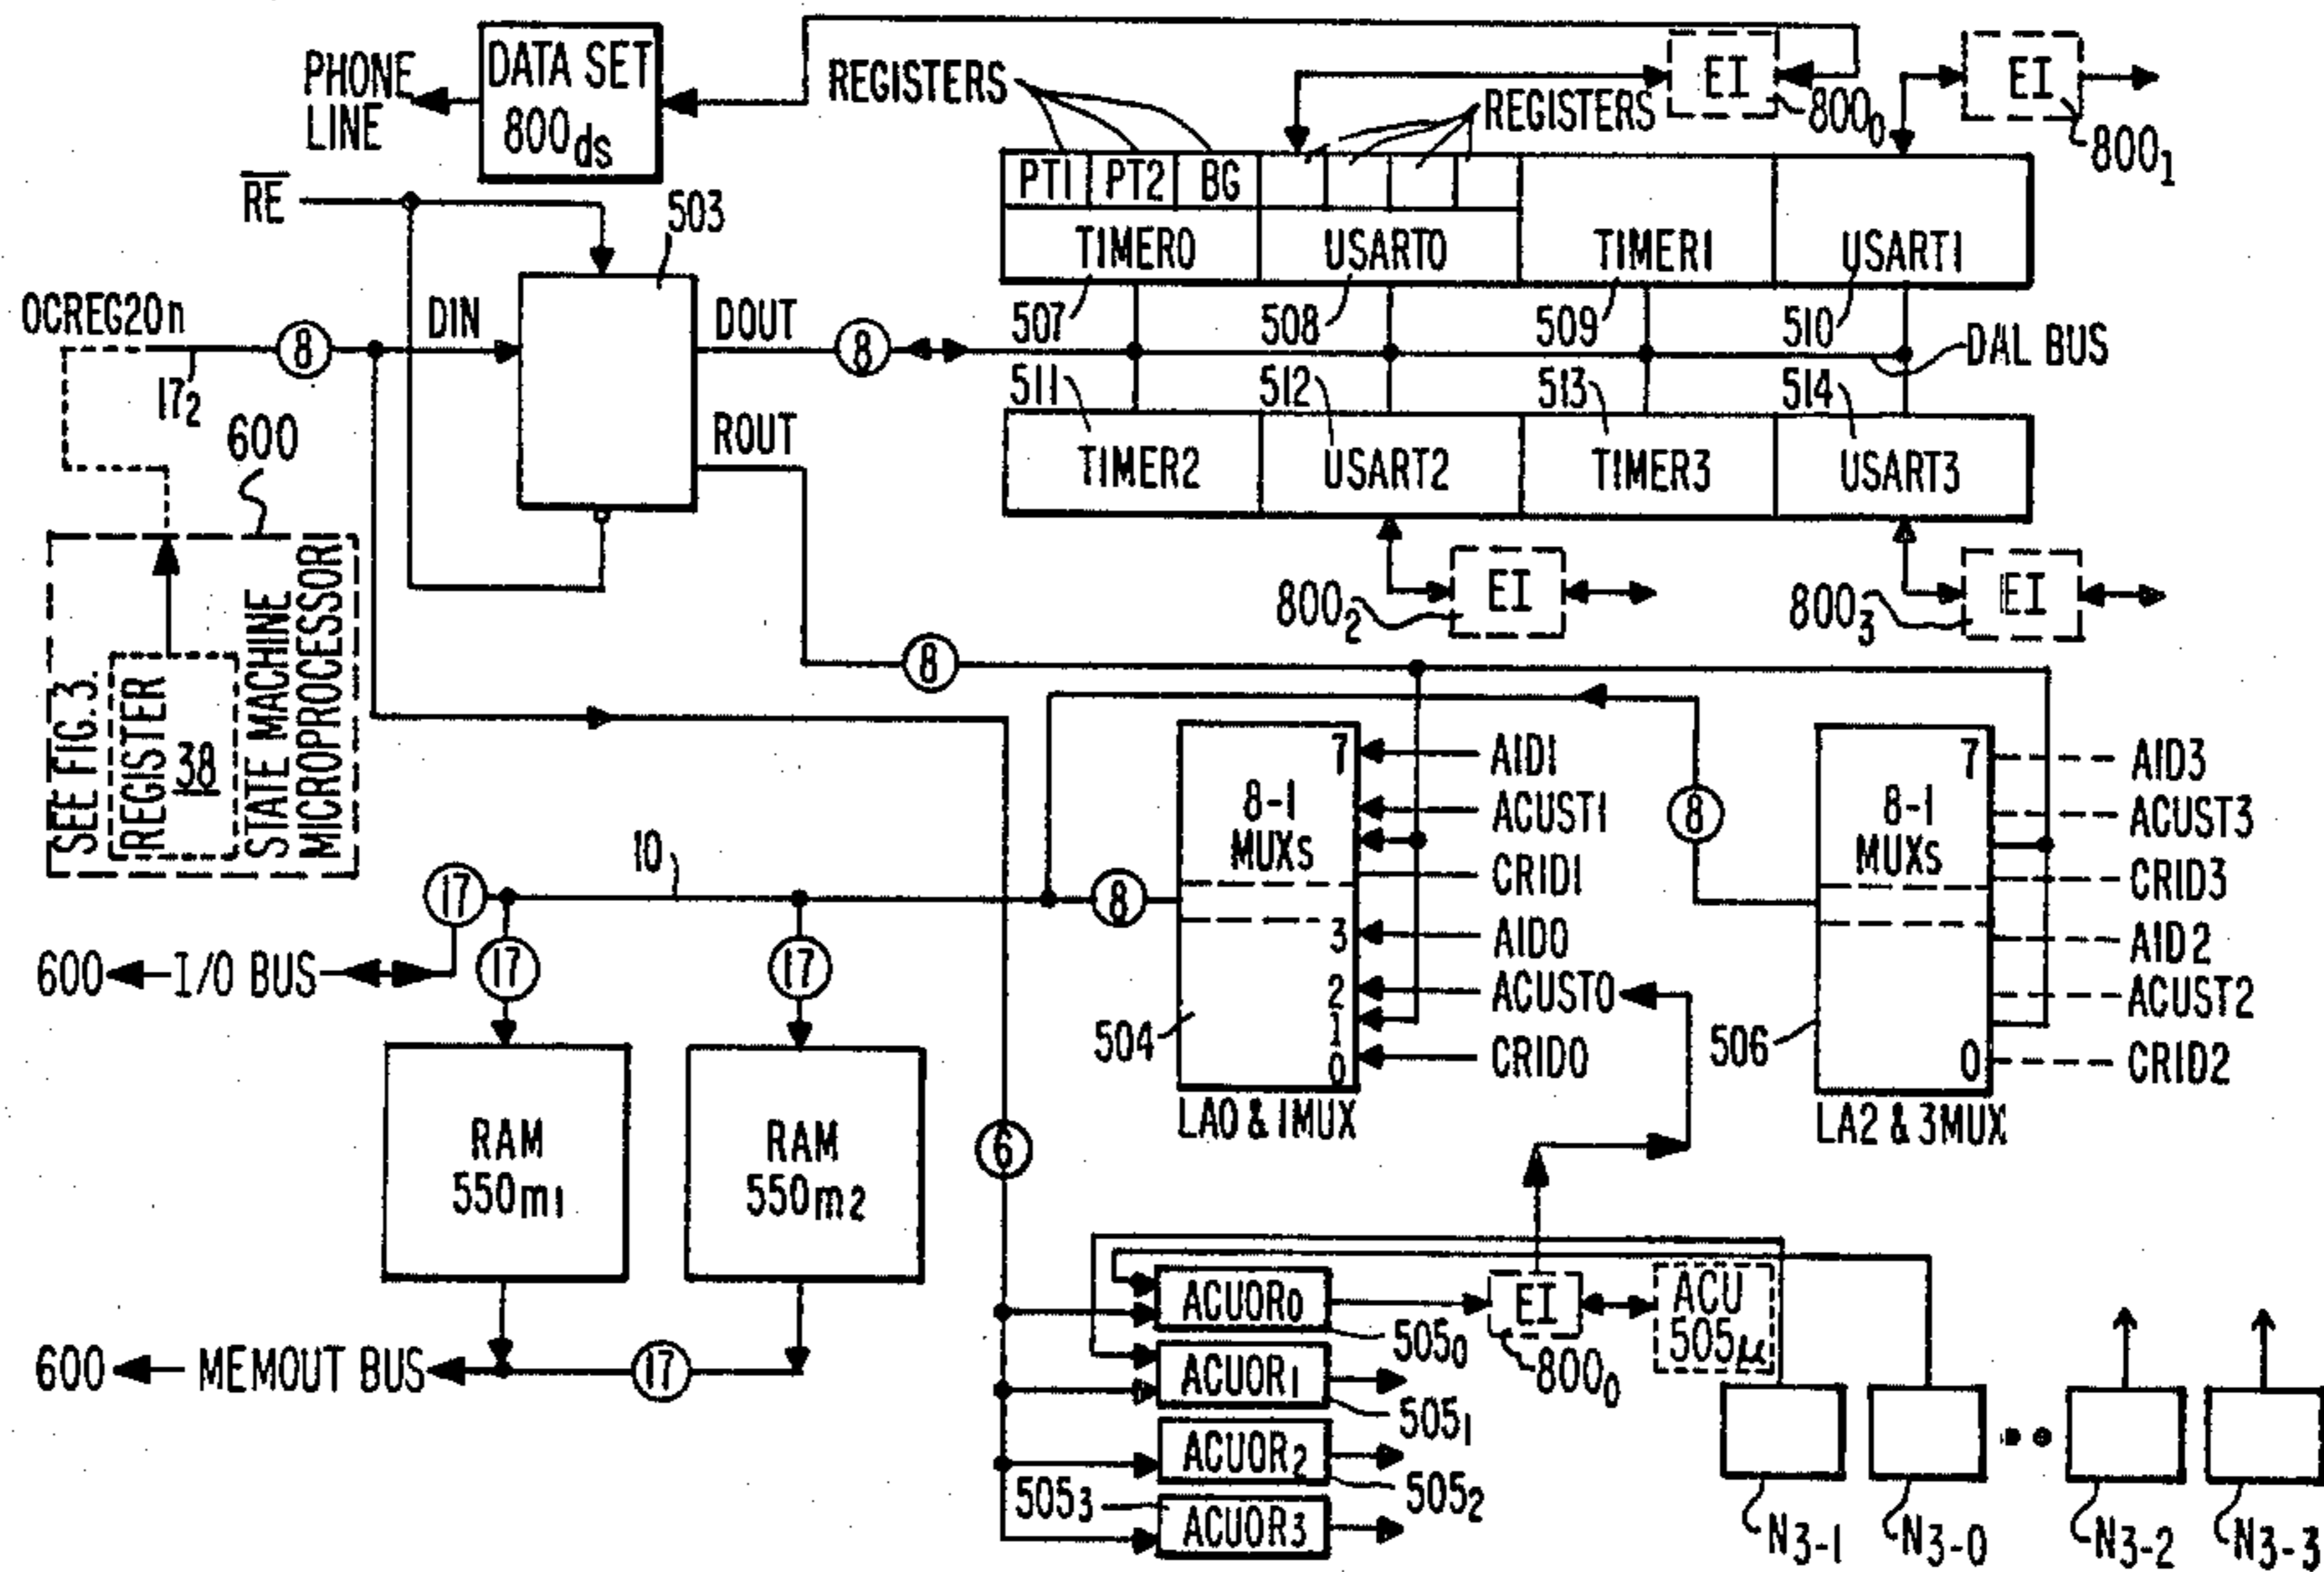 PHONE LINE
DATA SET 800ds
REGISTERS
REGISTERS
EI
800₀
EI
800₁
RE
503
PT1 PT2 BG
TIMER0 USART0 TIMER1 USART1
OCREG20n
8
DIN
DOUT
8
507 508 509 510
DAL BUS
17₂
511 512 513 514
600
ROUT
TIMER2 USART2 TIMER3 USART3
SEE FIG.3.
REGISTER 38
STATE MACHINE MICROPROCESSOR
800₂
EI
800₃
EI
8
7
8-1 MUXs
3
2
1
0
504
LA0 & 1MUX
AID1
ACUST1
CRID1
AID0
ACUST0
CRID0
8
7
8-1 MUXs
0
506
LA2 & 3MUX
AID3
ACUST3
CRID3
AID2
ACUST2
CRID2
10
17
8
600 I/O BUS
17
17
RAM 550m1
RAM 550m2
6
600 MEMOUT BUS
17
ACUOR0
505₀
EI
800₀
ACU 505μ
ACUOR1
505₁
ACUOR2
505₂
505₃
ACUOR3
N3-1
N3-0
N3-2
N3-3